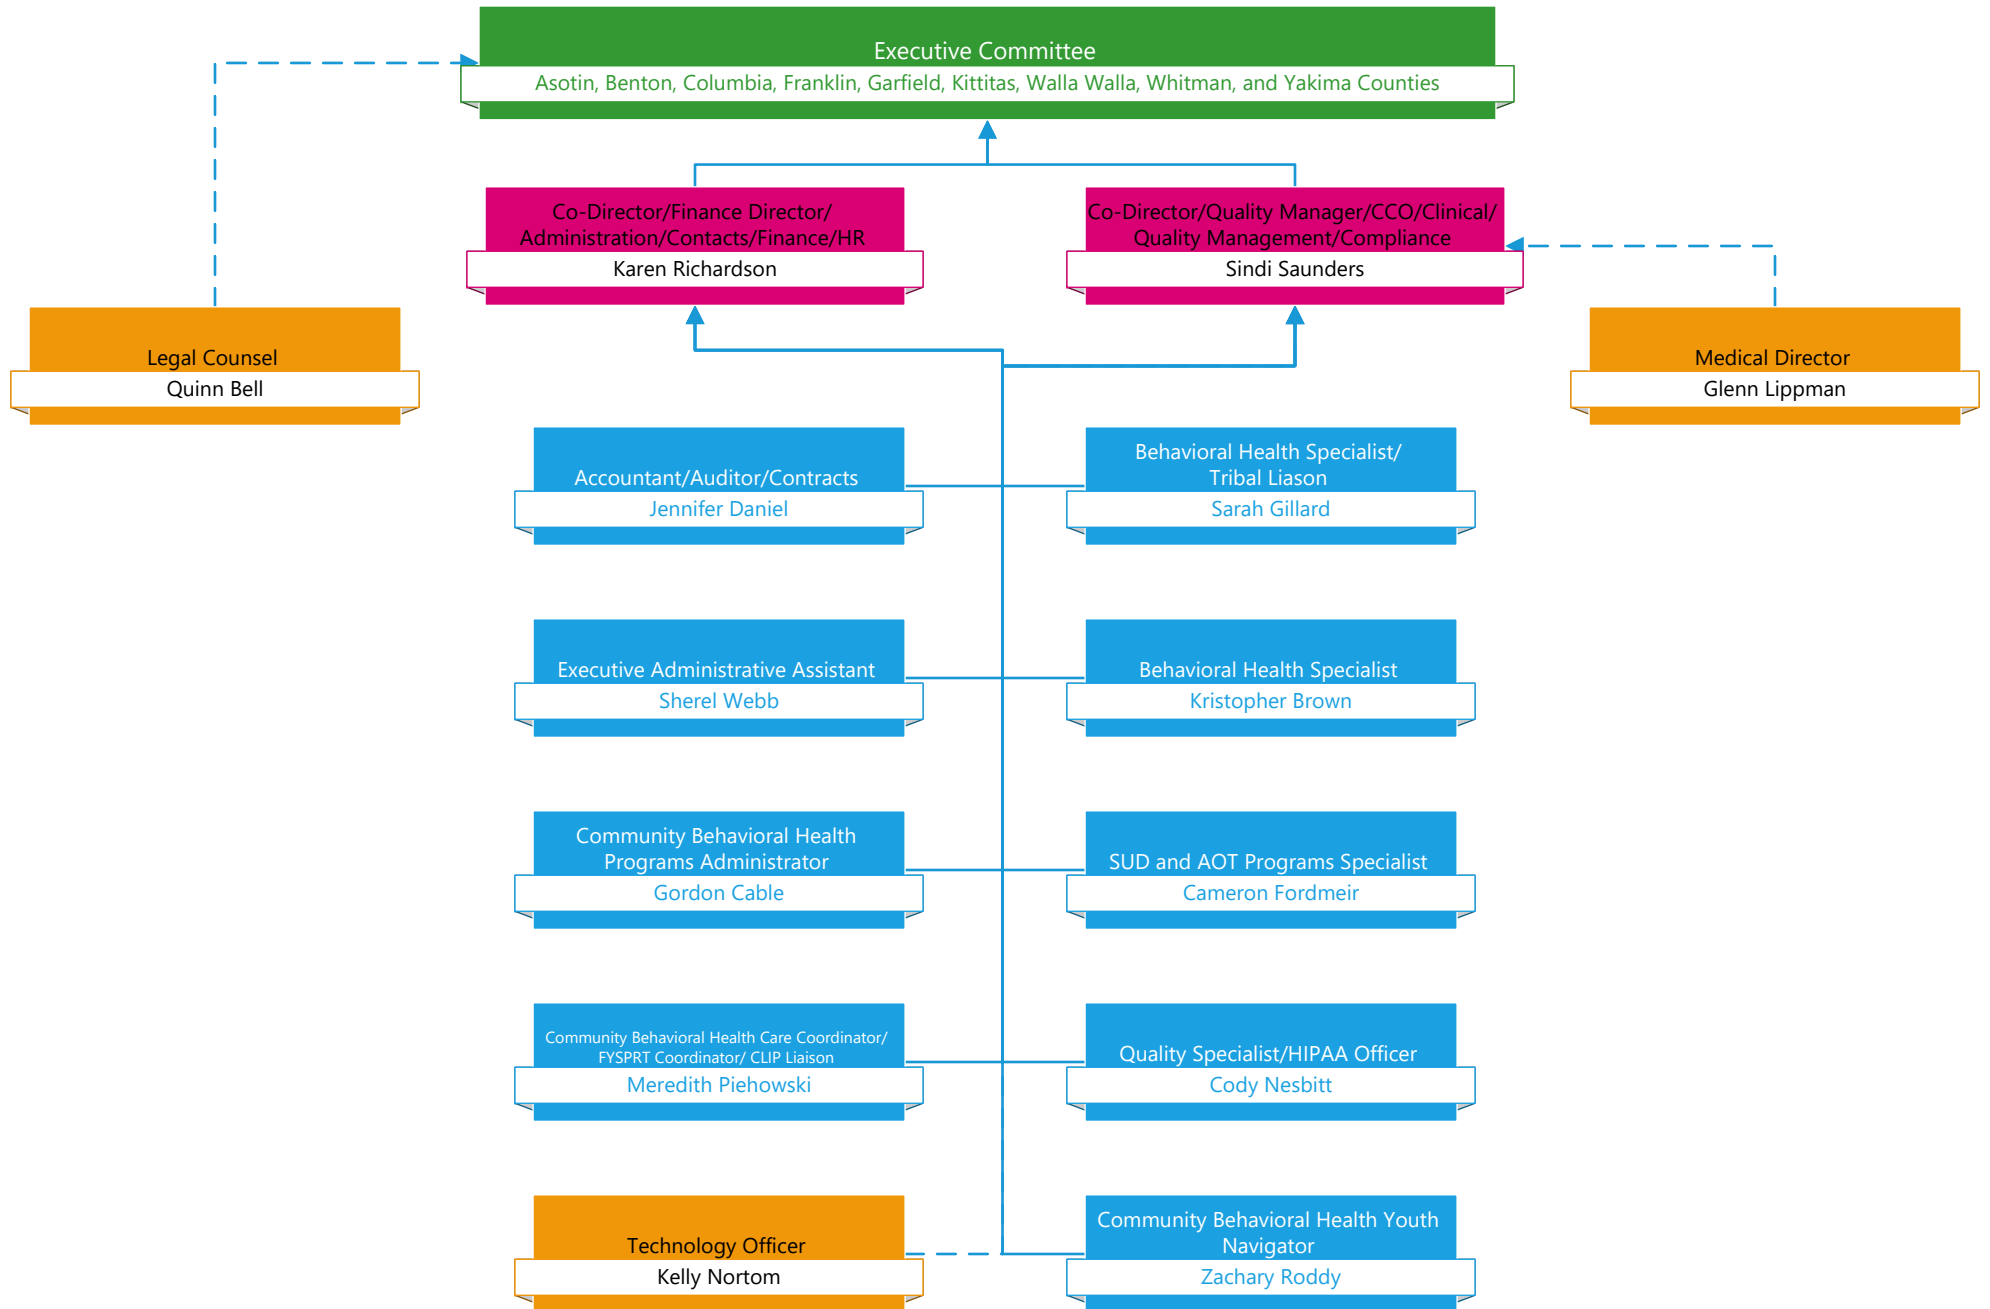 Executive Committee
Asotin, Benton, Columbia, Franklin, Garfield, Kittitas, Walla Walla, Whitman, and Yakima Counties
Co-Director/Finance Director/
Administration/Contacts/Finance/HR
Karen Richardson
Co-Director/Quality Manager/CCO/Clinical/
Quality Management/Compliance
Sindi Saunders
Legal Counsel
Quinn Bell
Medical Director
Glenn Lippman
Accountant/Auditor/Contracts
Jennifer Daniel
Behavioral Health Specialist/
Tribal Liason
Sarah Gillard
Executive Administrative Assistant
Sherel Webb
Behavioral Health Specialist
Kristopher Brown
Community Behavioral Health
Programs Administrator
Gordon Cable
SUD and AOT Programs Specialist
Cameron Fordmeir
Community Behavioral Health Care Coordinator/
FYSPRT Coordinator/ CLIP Liaison
Meredith Piehowski
Quality Specialist/HIPAA Officer
Cody Nesbitt
Technology Officer
Kelly Nortom
Community Behavioral Health Youth
Navigator
Zachary Roddy